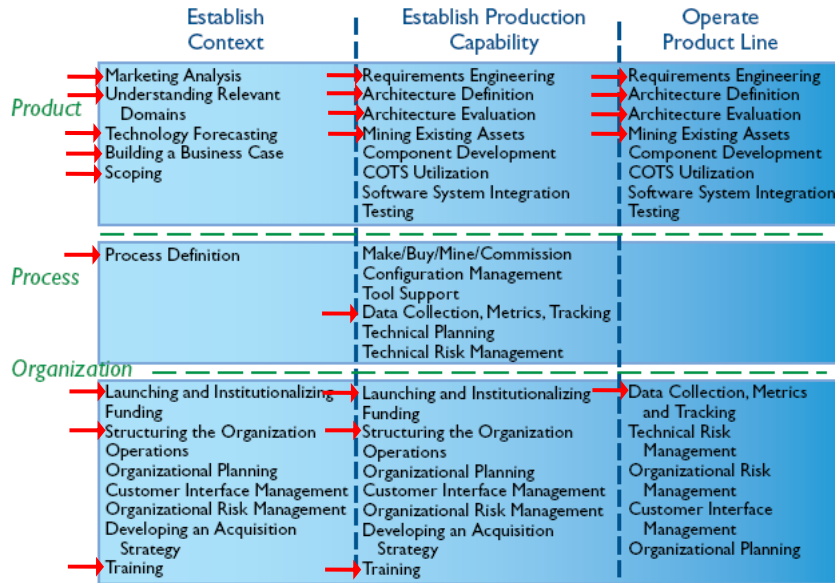 Establish
Context
Establish Production
Capability
Operate
Product Line
Product
Marketing Analysis
Understanding Relevant
Domains
Technology Forecasting
Building a Business Case
Scoping
Requirements Engineering
Architecture Definition
Architecture Evaluation
Mining Existing Assets
Component Development
COTS Utilization
Software System Integration
Testing
Requirements Engineering
Architecture Definition
Architecture Evaluation
Mining Existing Assets
Component Development
COTS Utilization
Software System Integration
Testing
Process
Process Definition
Make/Buy/Mine/Commission
Configuration Management
Tool Support
Data Collection, Metrics, Tracking
Technical Planning
Technical Risk Management
Organization
Launching and Institutionalizing
Funding
Structuring the Organization
Operations
Organizational Planning
Customer Interface Management
Organizational Risk Management
Developing an Acquisition
Strategy
Training
Launching and Institutionalizing
Funding
Structuring the Organization
Operations
Organizational Planning
Customer Interface Management
Organizational Risk Management
Developing an Acquisition
Strategy
Training
Data Collection, Metrics
and Tracking
Technical Risk
Management
Organizational Risk
Management
Customer Interface
Management
Organizational Planning